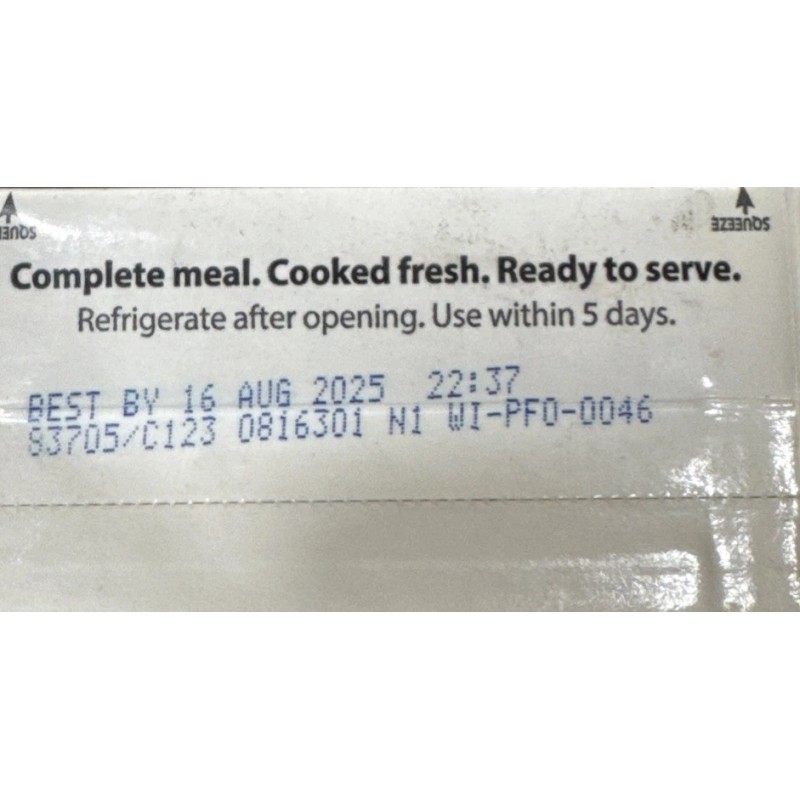 SQUEEZE
Complete meal. Cooked fresh. Ready to serve.
Refrigerate after opening. Use within 5 days.
BEST BY 16 AUG 2025 22:37
83705/C123 0816301 N1 WI-PFO-0046